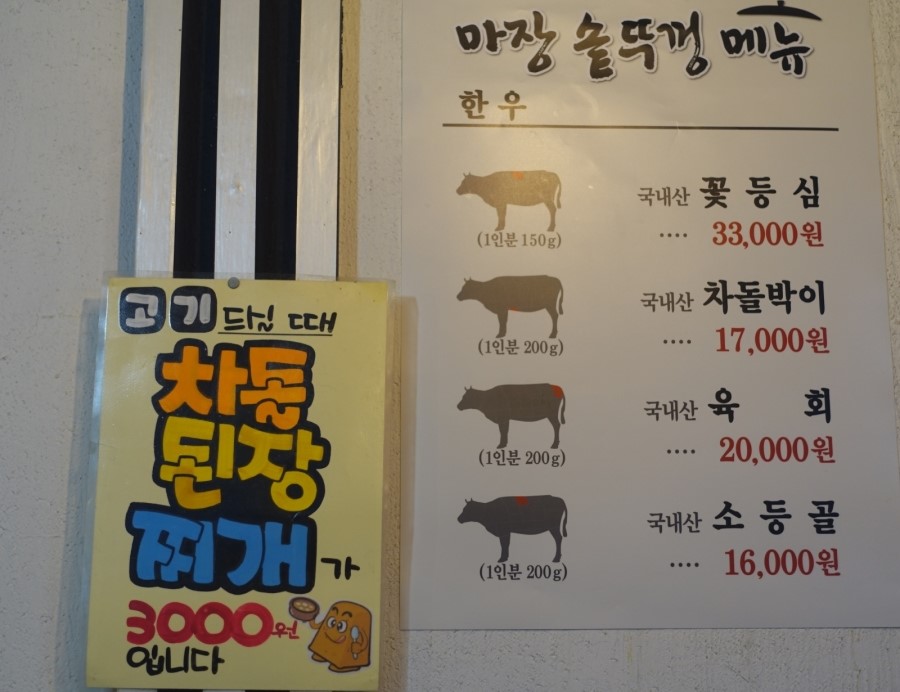 마장 솥뚜껑 메뉴
한우
국내산 꽃등심
(1인분 150g) .... 33,000원
국내산 차돌박이
(1인분 200g) .... 17,000원
국내산 육 회
(1인분 200g) .... 20,000원
국내산 소등골
(1인분 200g) .... 16,000원
고기 드실 때
차돌
된장
찌개가
3000원
입니다